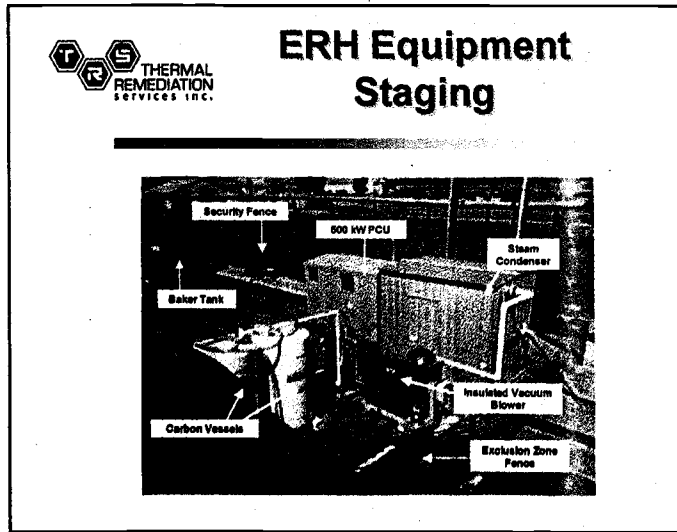 TRS
THERMAL
REMEDIATION
services inc.
ERH Equipment
Staging
Security Fence
500 kW PCU
Steam
Condenser
Baker Tank
Insulated Vacuum
Blower
Carbon Vessels
Exclusion Zone
Fence